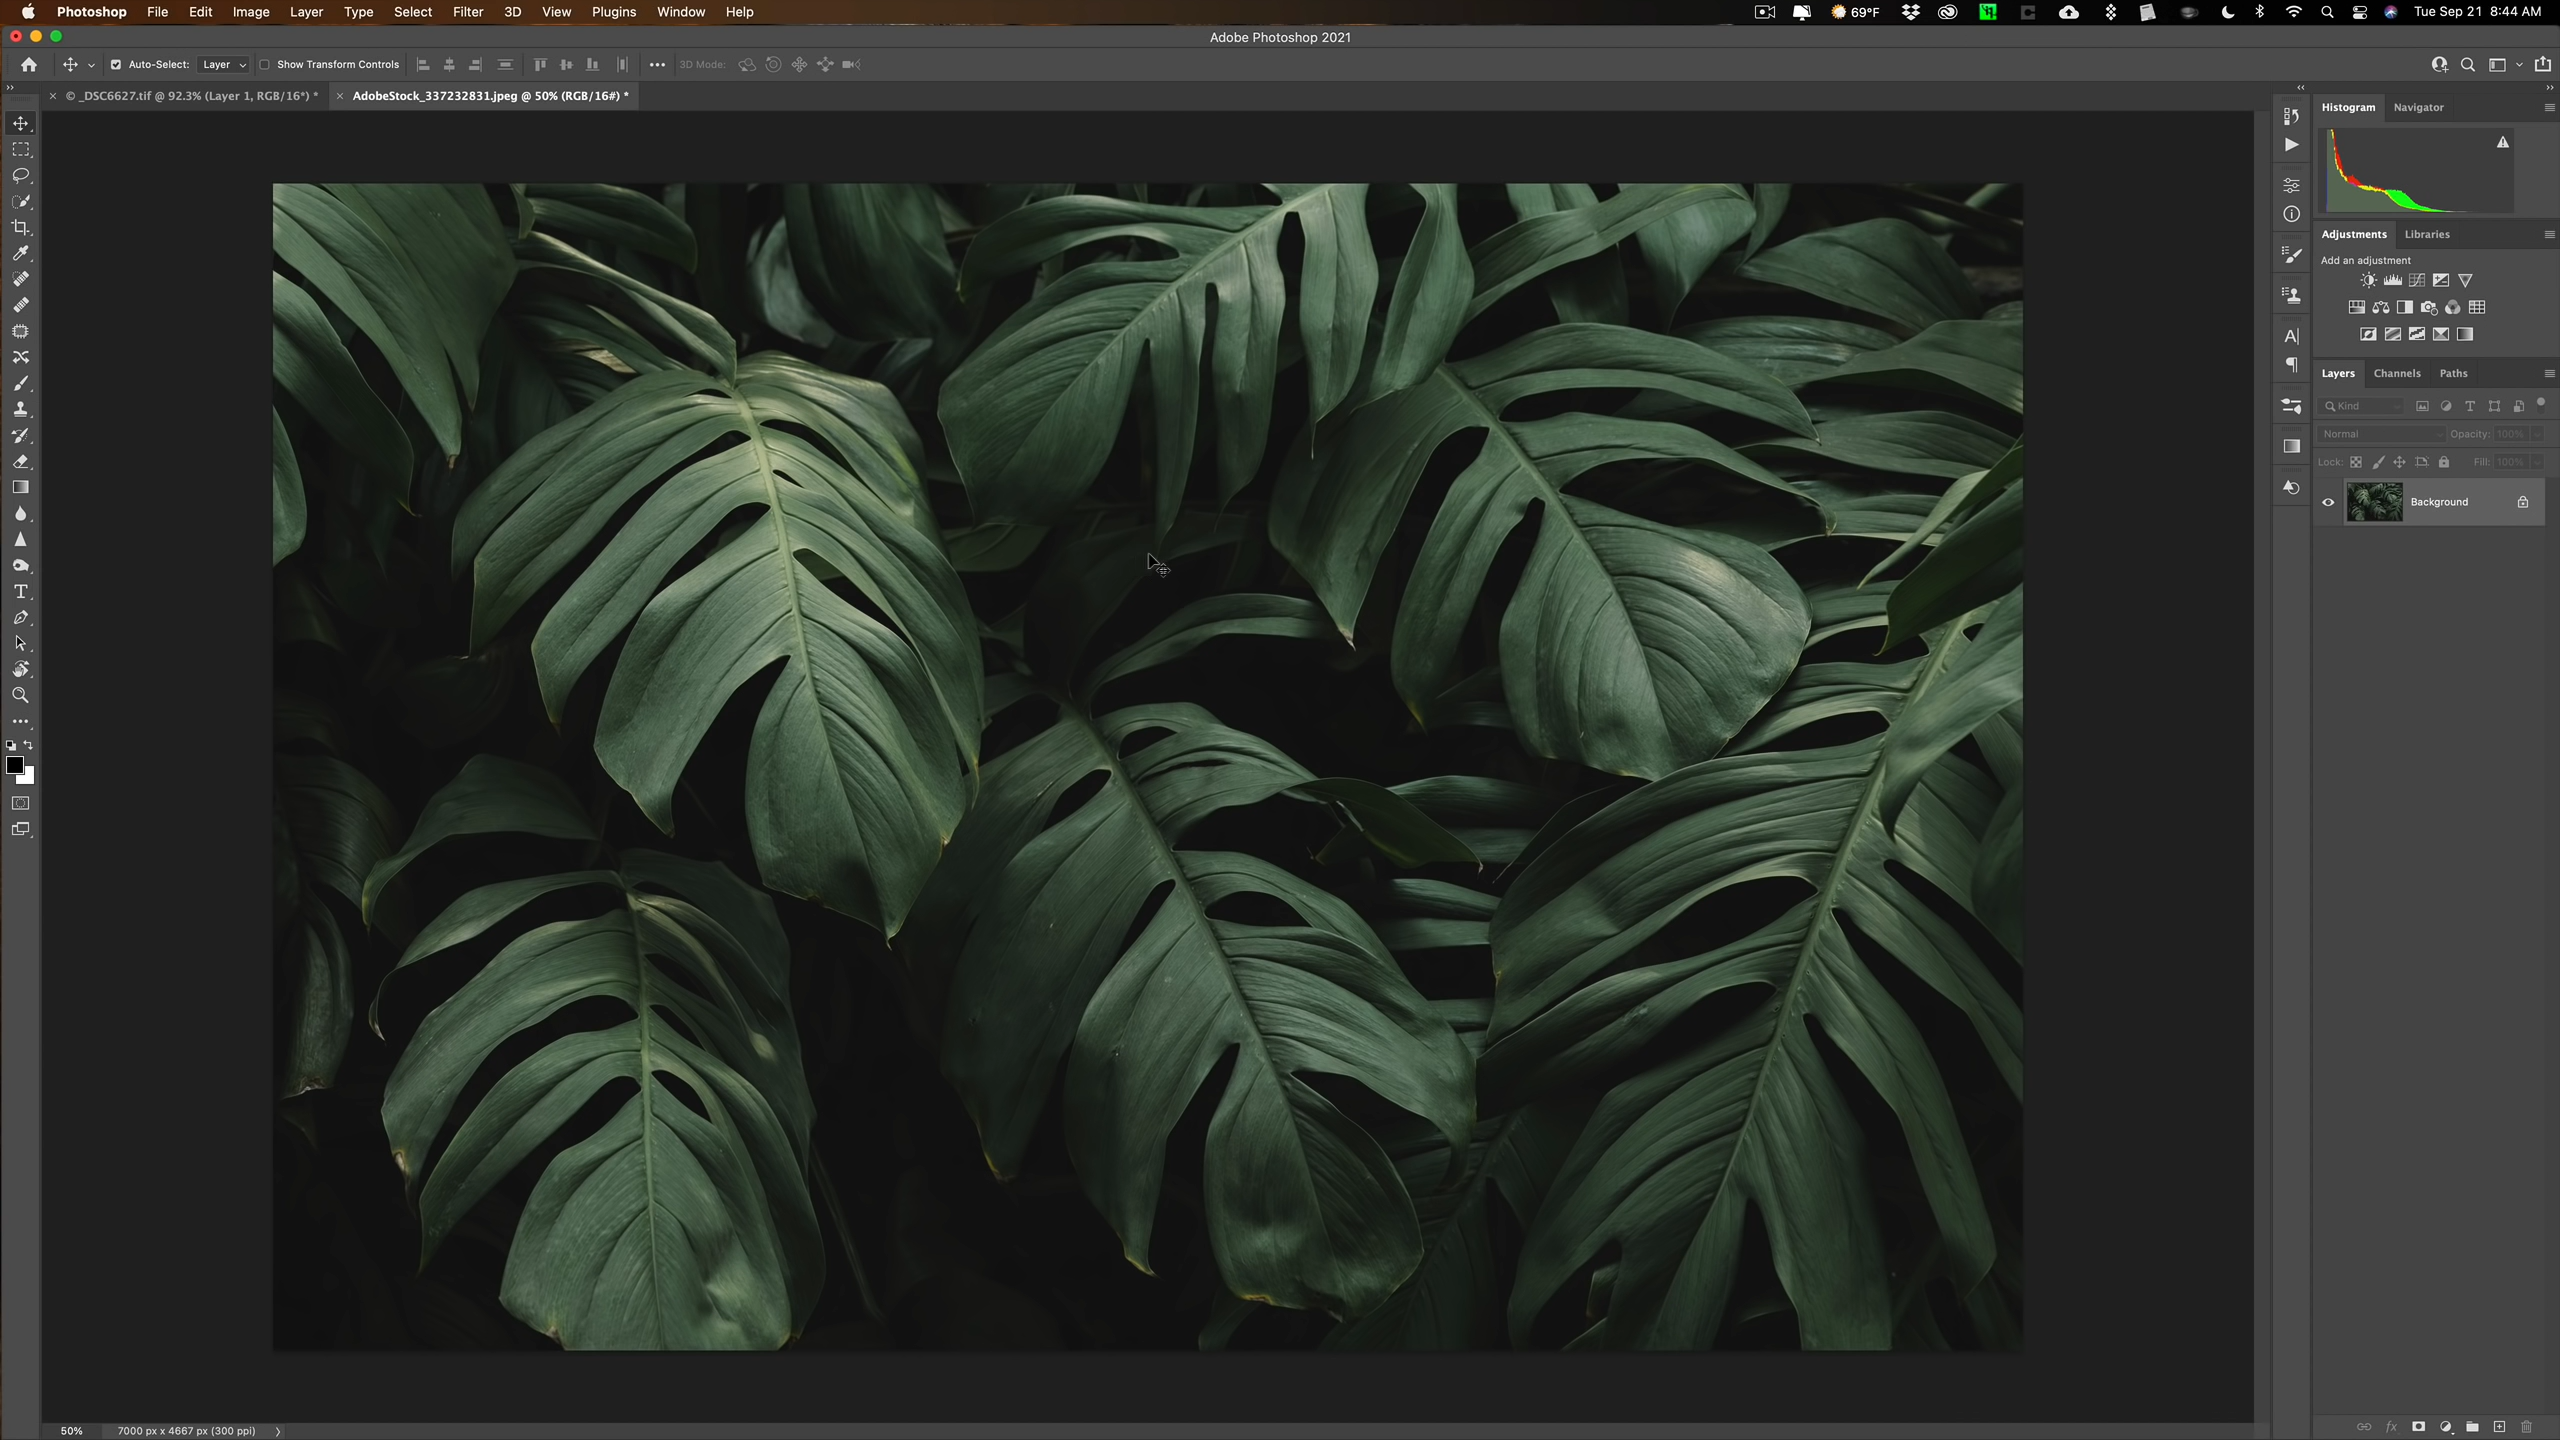 Photoshop File Edit Image Layer Type Select Filter 3D View Plugins Window Help 69°F Tue Sep 21 8:44 AM
Adobe Photoshop 2021
Auto-Select: Layer Show Transform Controls 3D Mode:
© _DSC6627.tif @ 92.3% (Layer 1, RGB/16*) * AdobeStock_337232831.jpeg @ 50% (RGB/16#) *
Histogram Navigator
Adjustments Libraries
Add an adjustment
Layers Channels Paths
Kind
Normal Opacity: 100%
Lock: Fill: 100%
Background
50% 7000 px x 4667 px (300 ppi)